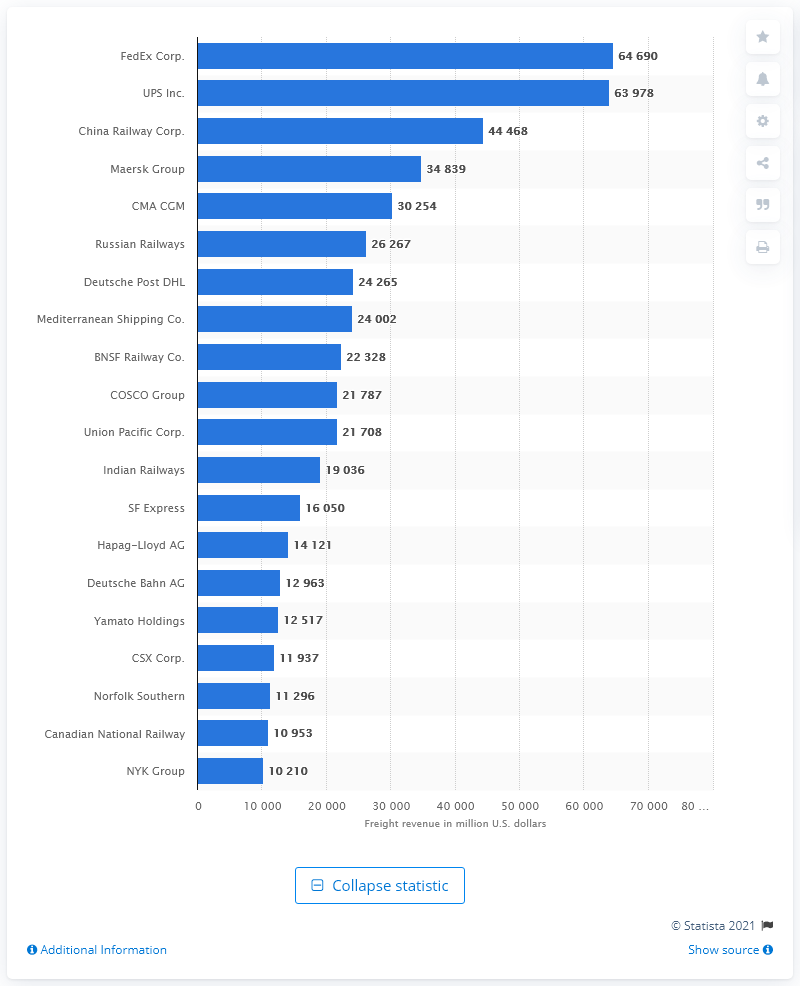 FedEx Corp. 64 690
UPS Inc. 63 978
China Railway Corp. 44 468
Maersk Group 34 839
CMA CGM 30 254
Russian Railways 26 267
Deutsche Post DHL 24 265
Mediterranean Shipping Co. 24 002
BNSF Railway Co. 22 328
COSCO Group 21 787
Union Pacific Corp. 21 708
Indian Railways 19 036
SF Express 16 050
Hapag-Lloyd AG 14 121
Deutsche Bahn AG 12 963
Yamato Holdings 12 517
CSX Corp. 11 937
Norfolk Southern 11 296
Canadian National Railway 10 953
NYK Group 10 210
0 10 000 20 000 30 000 40 000 50 000 60 000 70 000 80 ...
Freight revenue in million U.S. dollars
Collapse statistic
© Statista 2021
Additional Information Show source